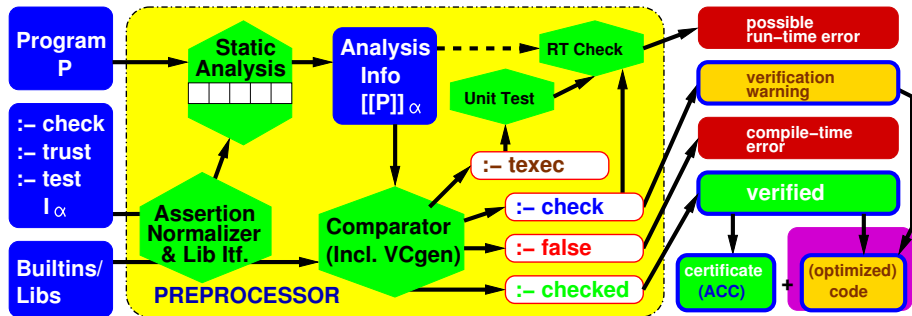 Program
P
:- check
:- trust
:- test
I α
Builtins/
Libs
Static
Analysis
Assertion
Normalizer
& Lib Itf.
PREPROCESSOR
Analysis
Info
[[P]] α
Comparator
(Incl. VCgen)
RT Check
Unit Test
:- texec
:- check
:- false
:- checked
possible
run-time error
verification
warning
compile-time
error
verified
certificate
(ACC)
+
(optimized)
code